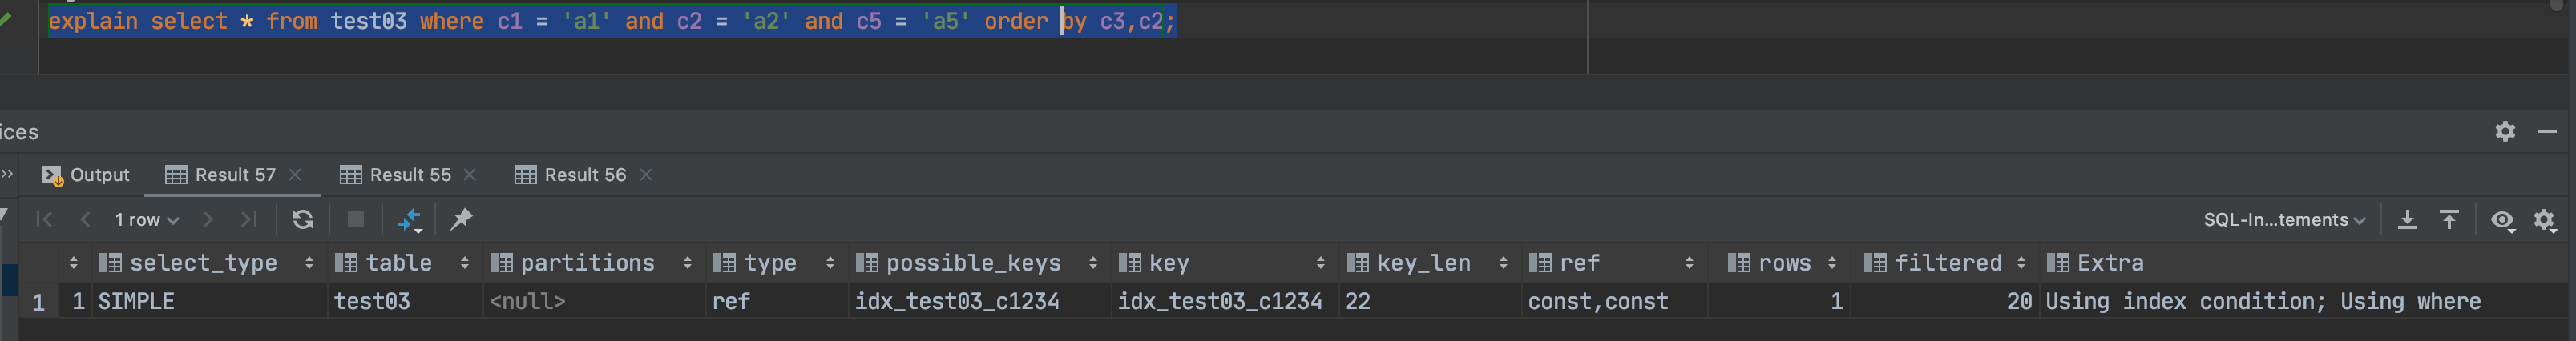 explain select * from test03 where c1 = 'a1' and c2 = 'a2' and c5 = 'a5' order by c3,c2;
ices
Output Result 57 Result 55 Result 56
1 row SQL-In...tements
select_type table partitions type possible_keys key key_len ref rows filtered Extra
1 1 SIMPLE test03 <null> ref idx_test03_c1234 idx_test03_c1234 22 const,const 1 20 Using index condition; Using where